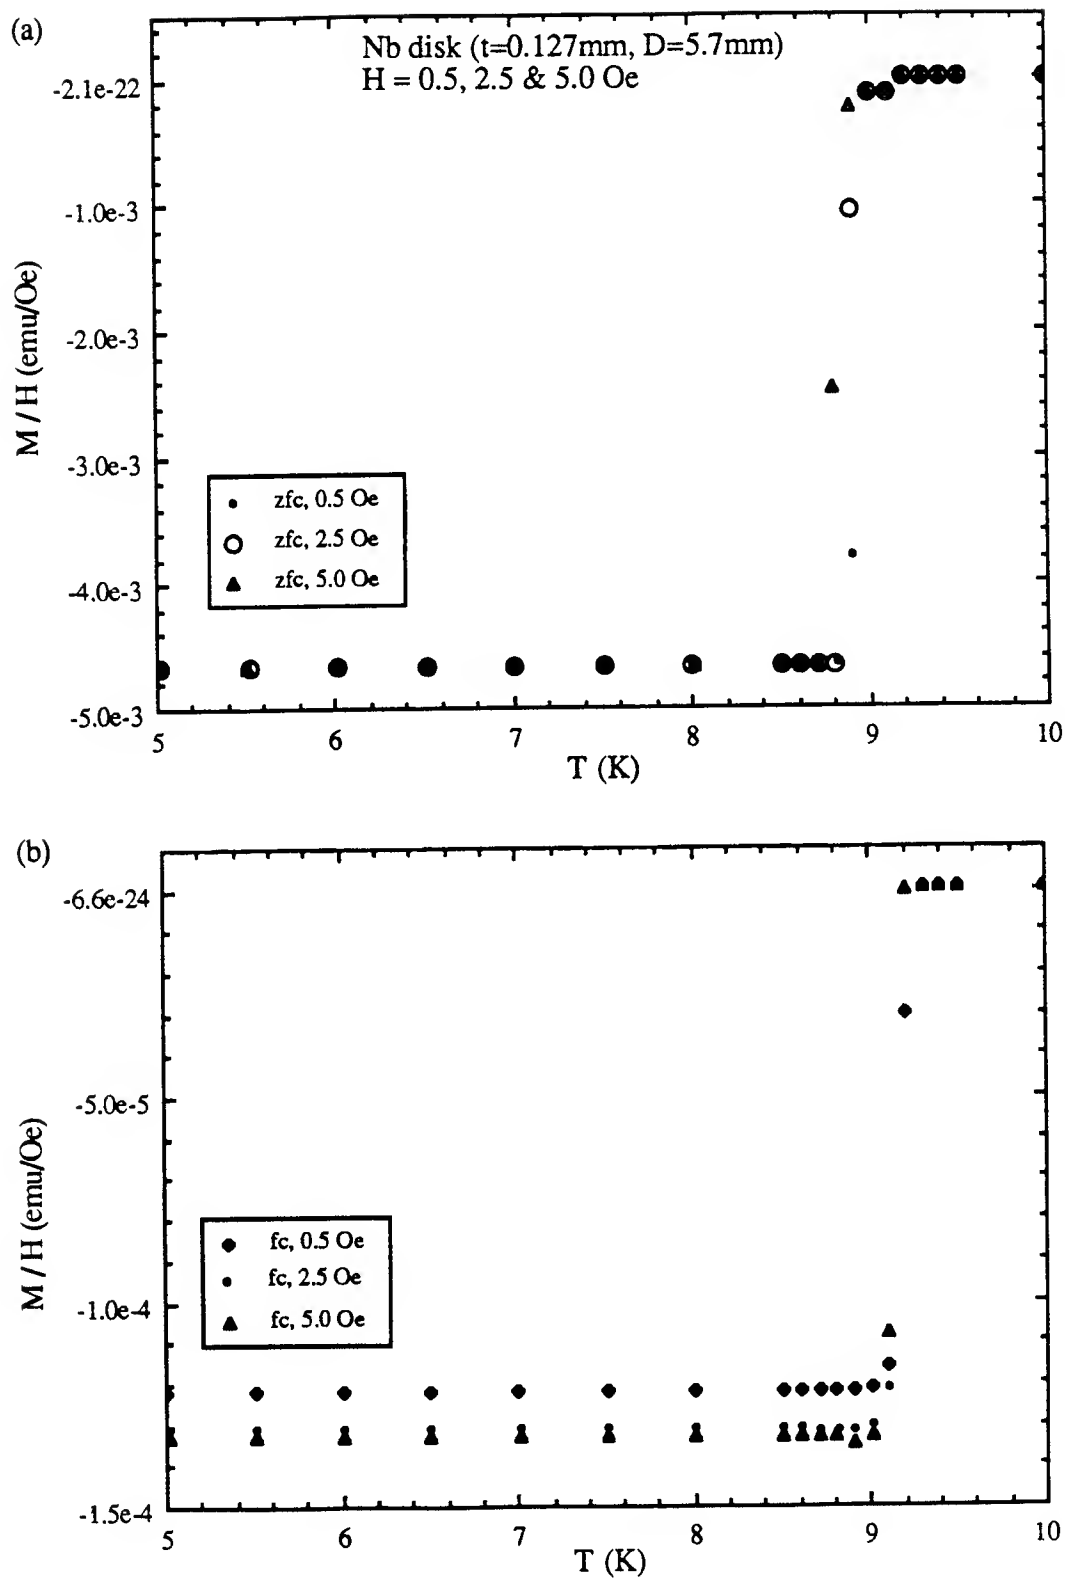 (a)
Nb disk (t=0.127mm, D=5.7mm)
H = 0.5, 2.5 & 5.0 Oe
-2.1e-22
-1.0e-3
-2.0e-3
-3.0e-3
-4.0e-3
-5.0e-3
M / H (emu/Oe)
zfc, 0.5 Oe
zfc, 2.5 Oe
zfc, 5.0 Oe
5 6 7 8 9 10
T (K)
(b)
-6.6e-24
-5.0e-5
-1.0e-4
-1.5e-4
M / H (emu/Oe)
fc, 0.5 Oe
fc, 2.5 Oe
fc, 5.0 Oe
5 6 7 8 9 10
T (K)